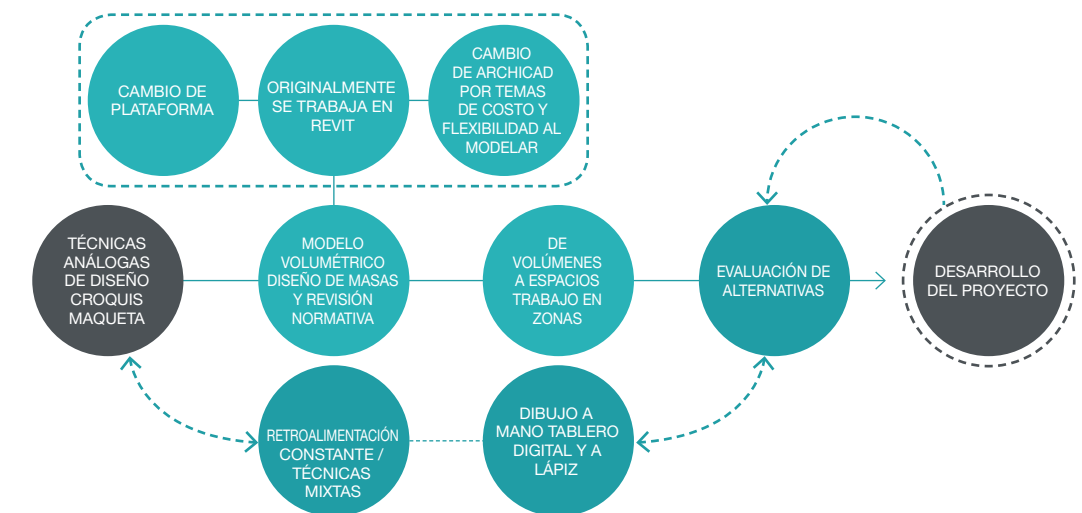 CAMBIO DE
PLATAFORMA
ORIGINALMENTE
SE TRABAJA EN
REVIT
CAMBIO
DE ARCHICAD
POR TEMAS
DE COSTO Y
FLEXIBILIDAD AL
MODELAR
TÉCNICAS
ANÁLOGAS
DE DISEÑO
CROQUIS
MAQUETA
MODELO
VOLUMÉTRICO
DISEÑO DE MASAS
Y REVISIÓN
NORMATIVA
DE
VOLÚMENES
A ESPACIOS
TRABAJO EN
ZONAS
EVALUACIÓN DE
ALTERNATIVAS
DESARROLLO
DEL PROYECTO
RETROALIMENTACIÓN
CONSTANTE /
TÉCNICAS
MIXTAS
DIBUJO A
MANO TABLERO
DIGITAL Y A
LÁPIZ